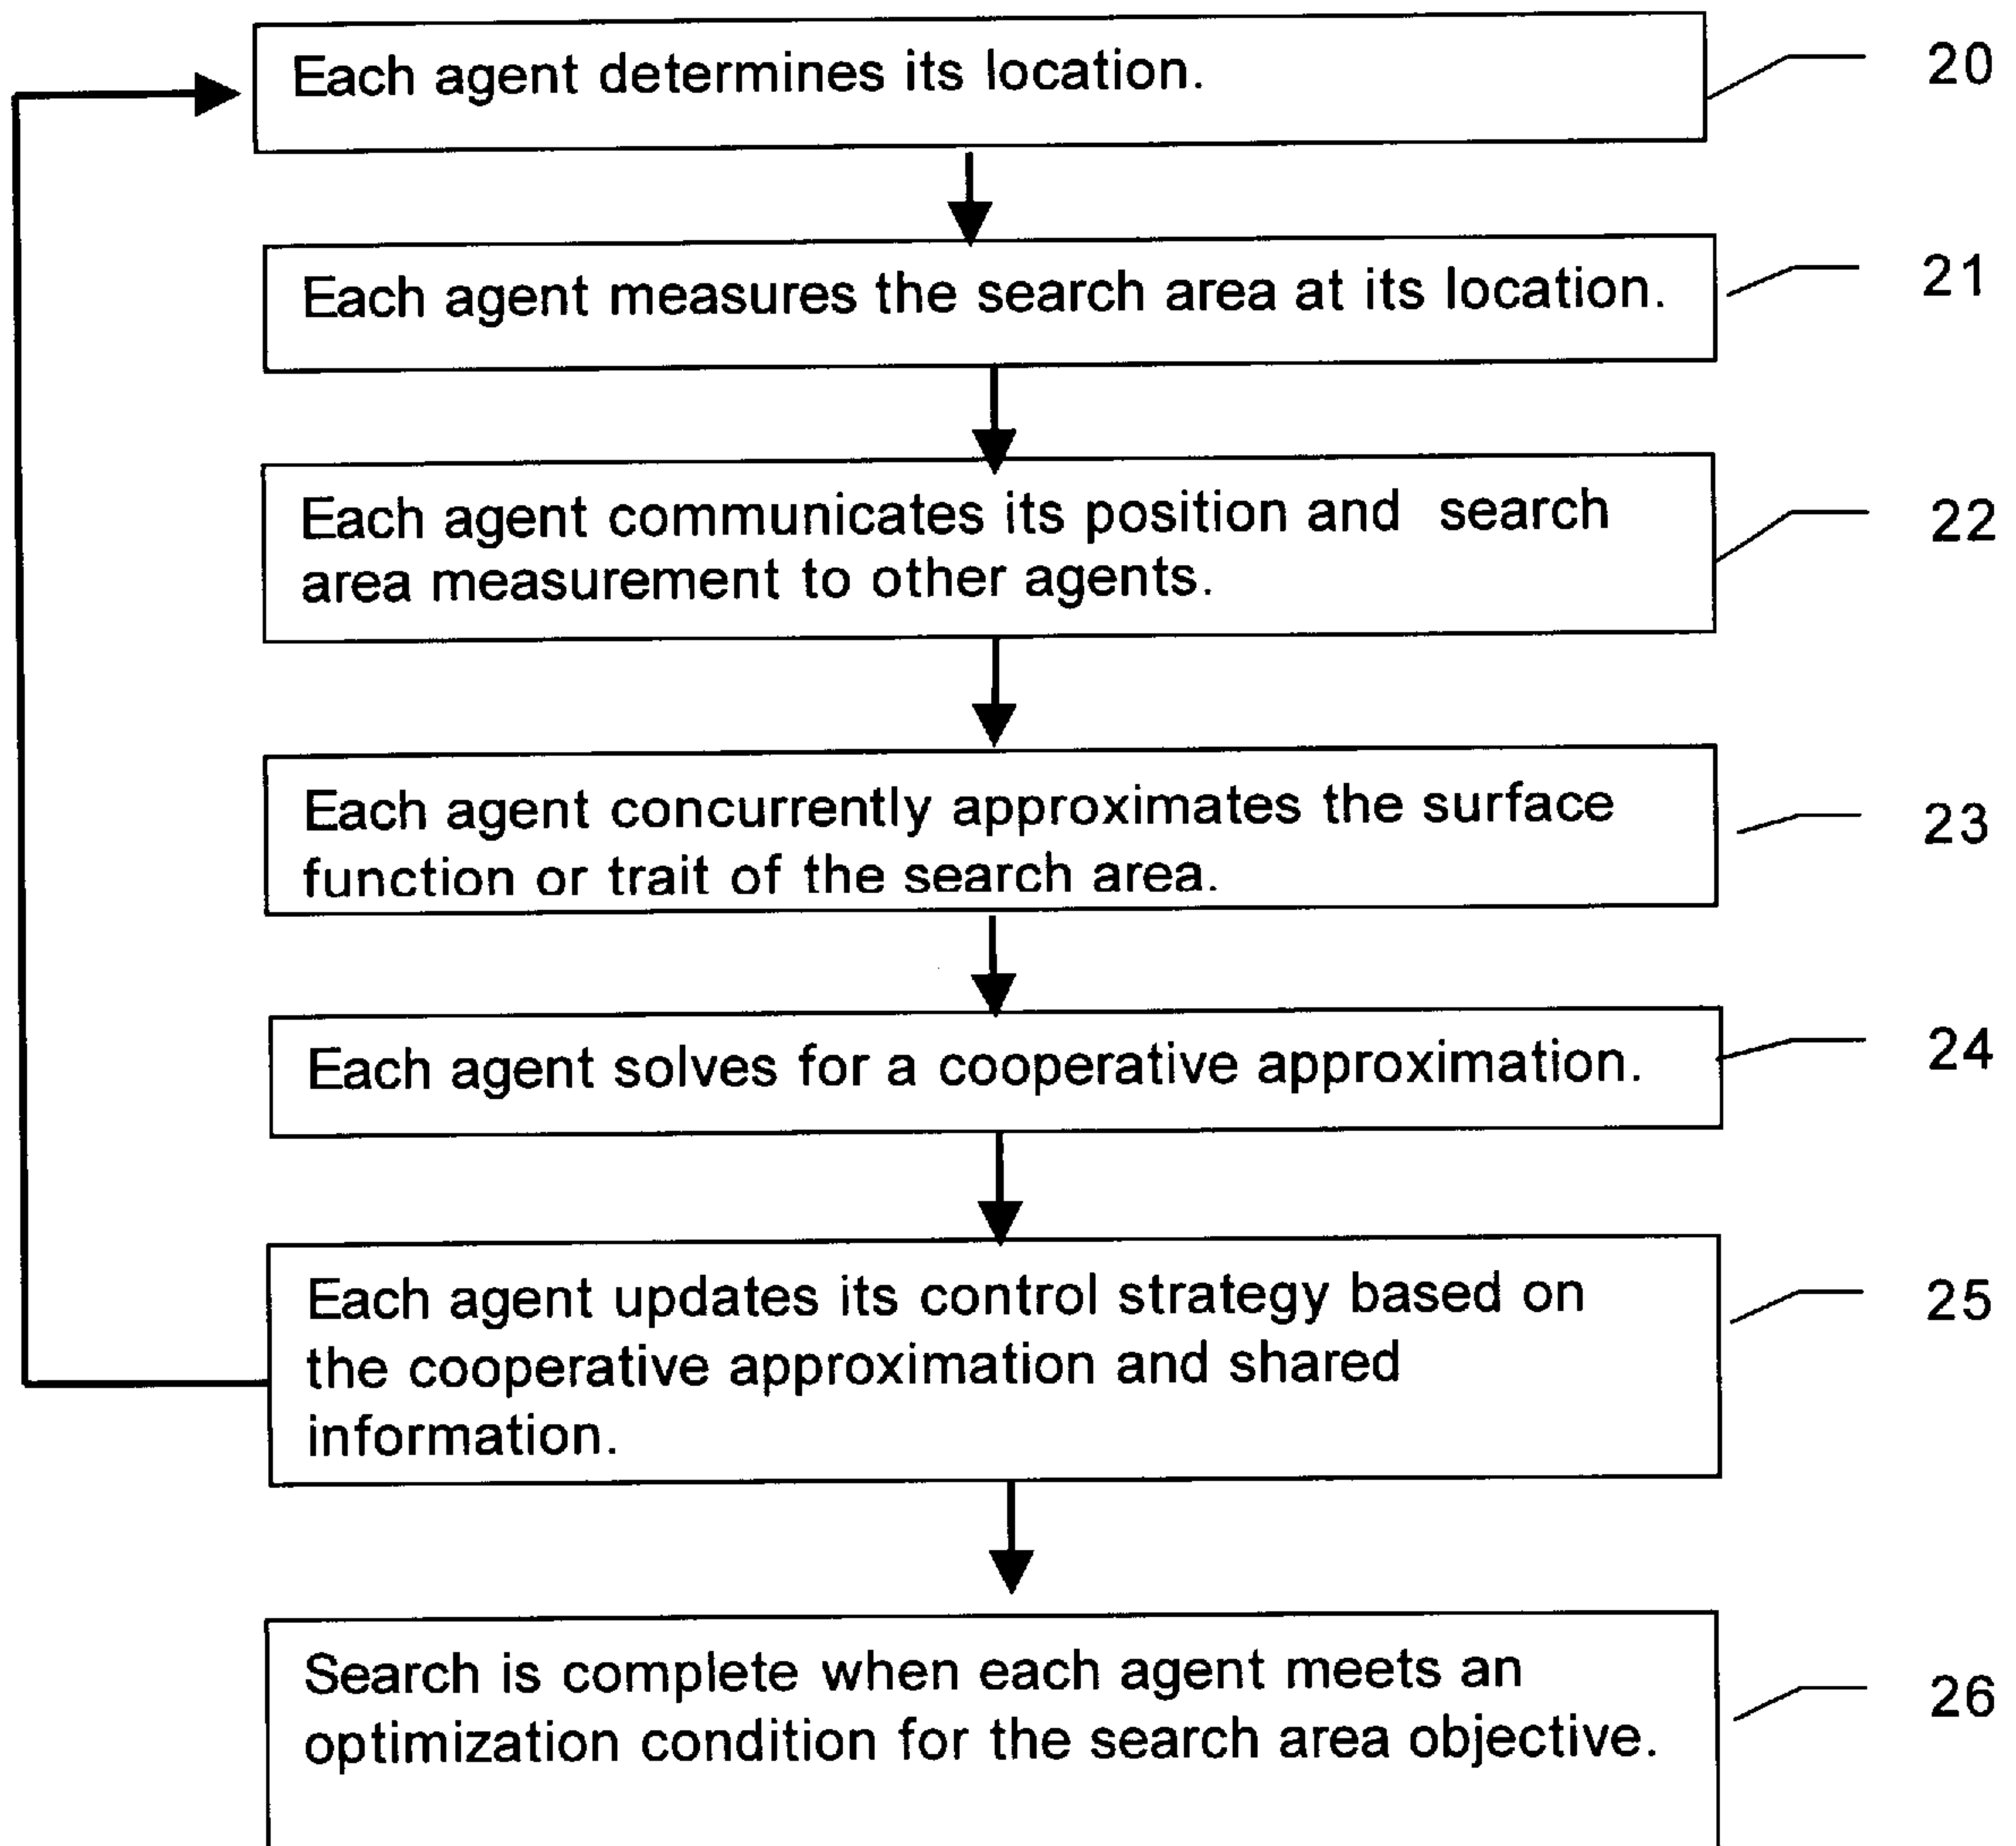 Each agent determines its location.
20
Each agent measures the search area at its location.
21
Each agent communicates its position and search
area measurement to other agents.
22
Each agent concurrently approximates the surface
function or trait of the search area.
23
Each agent solves for a cooperative approximation.
24
Each agent updates its control strategy based on
the cooperative approximation and shared
information.
25
Search is complete when each agent meets an
optimization condition for the search area objective.
26